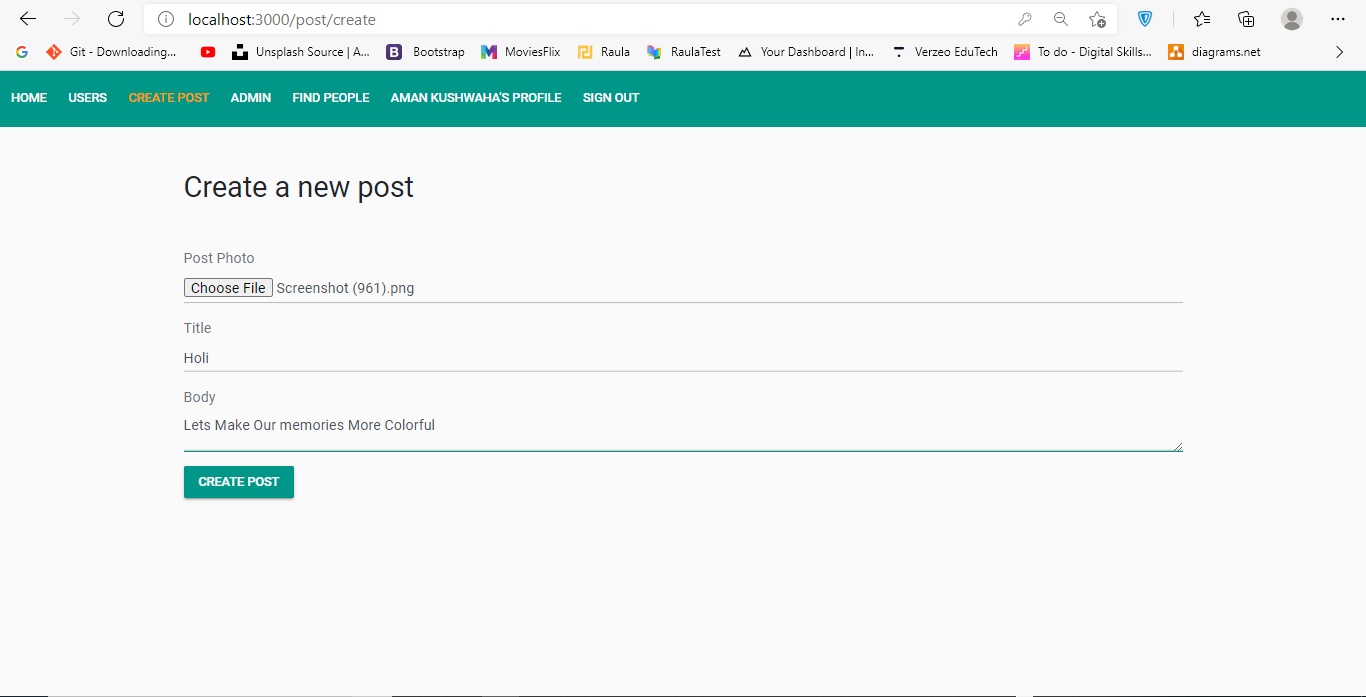 localhost:3000/post/create
Git - Downloading... Unsplash Source | A... B Bootstrap MoviesFlix Raula RaulaTest Your Dashboard | In... Verzeo EduTech To do - Digital Skills... diagrams.net
HOME USERS CREATE POST ADMIN FIND PEOPLE AMAN KUSHWAHA'S PROFILE SIGN OUT
Create a new post
Post Photo
Choose File Screenshot (961).png
Title
Holi
Body
Lets Make Our memories More Colorful
CREATE POST